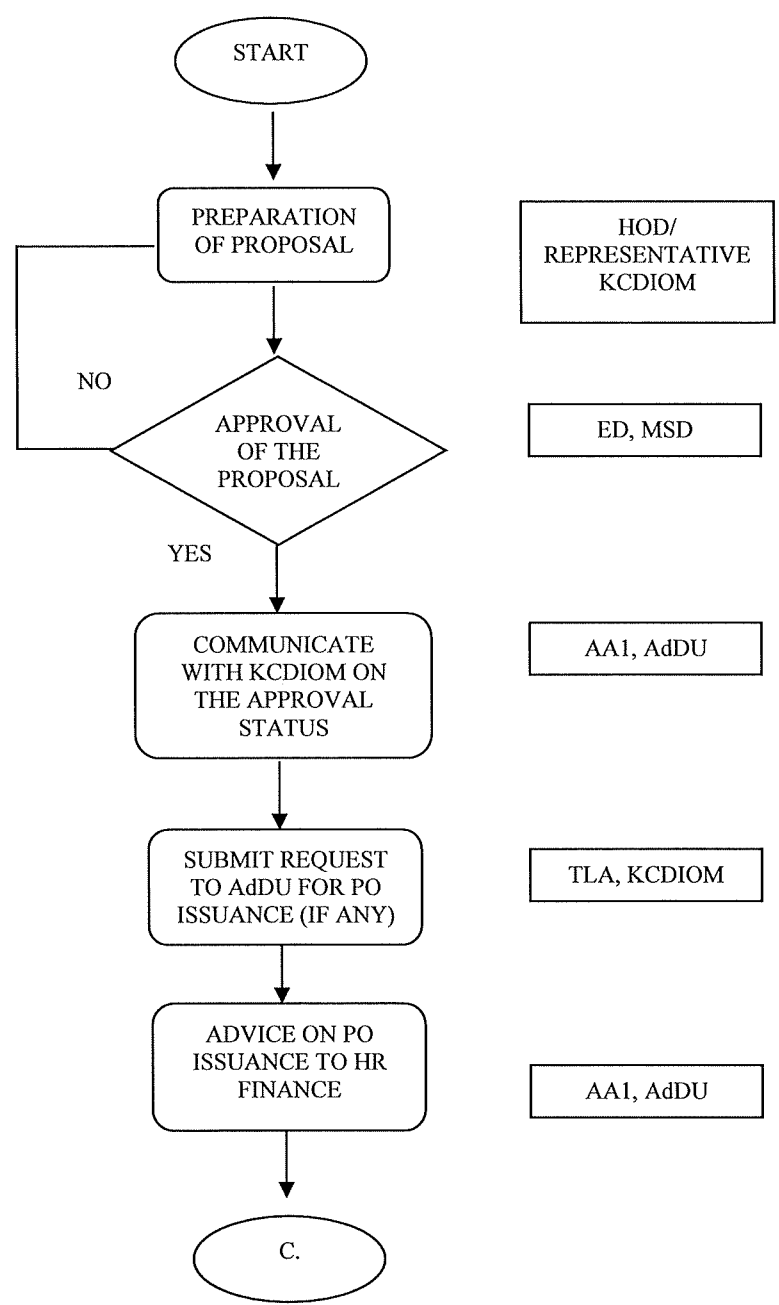 START
PREPARATION
OF PROPOSAL
HOD/
REPRESENTATIVE
KCDIOM
NO
APPROVAL
OF THE
PROPOSAL
ED, MSD
YES
COMMUNICATE
WITH KCDIOM ON
THE APPROVAL
STATUS
AA1, AdDU
SUBMIT REQUEST
TO AdDU FOR PO
ISSUANCE (IF ANY)
TLA, KCDIOM
ADVICE ON PO
ISSUANCE TO HR
FINANCE
AA1, AdDU
C.